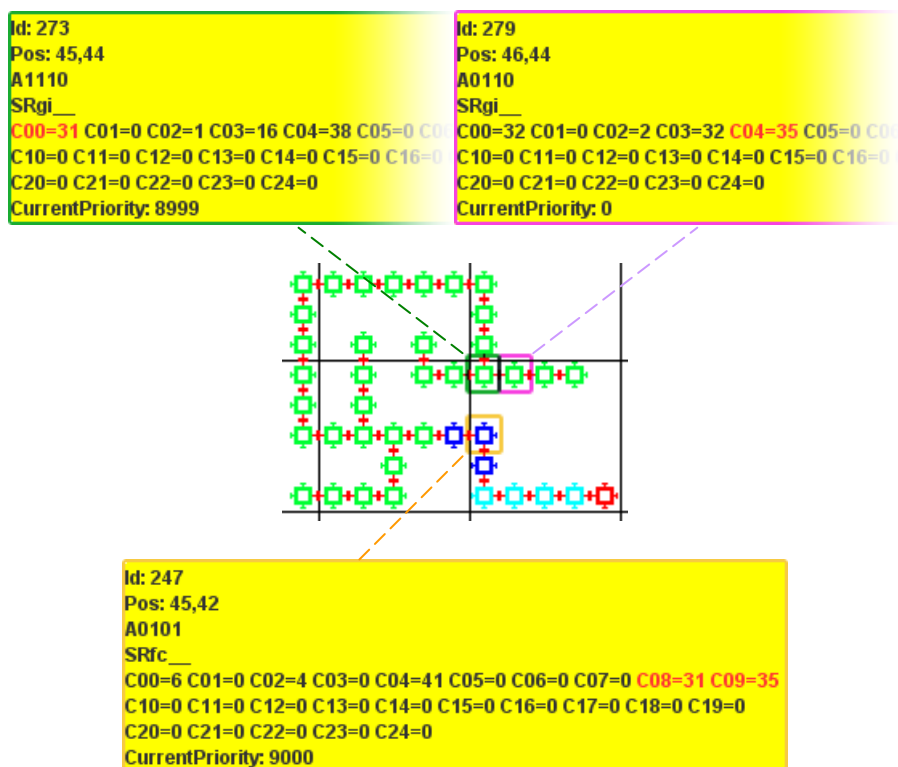 Id: 273
Pos: 45,44
A1110
SRgi__
C00=31 C01=0 C02=1 C03=16 C04=38 C05=0
C10=0 C11=0 C12=0 C13=0 C14=0 C15=0 C16=0
C20=0 C21=0 C22=0 C23=0 C24=0
CurrentPriority: 8999
Id: 279
Pos: 46,44
A0110
SRgi__
C00=32 C01=0 C02=2 C03=32 C04=35 C05=0
C10=0 C11=0 C12=0 C13=0 C14=0 C15=0 C16=0
C20=0 C21=0 C22=0 C23=0 C24=0
CurrentPriority: 0
Id: 247
Pos: 45,42
A0101
SRfc__
C00=6 C01=0 C02=4 C03=0 C04=41 C05=0 C06=0 C07=0 C08=31 C09=35
C10=0 C11=0 C12=0 C13=0 C14=0 C15=0 C16=0 C17=0 C18=0 C19=0
C20=0 C21=0 C22=0 C23=0 C24=0
CurrentPriority: 9000